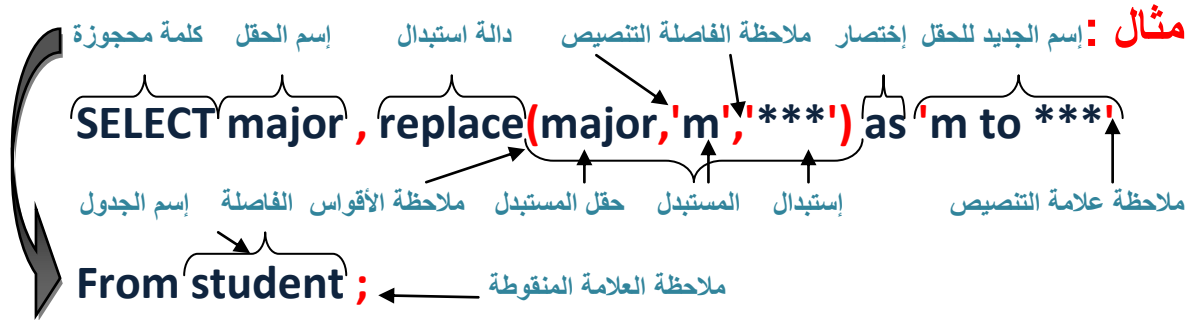 مثال : إسم الجديد للحقل إختصار ملاحظة الفاصلة التنصيص دالة استبدال إسم الحقل كلمة محجوزة
SELECT major , replace(major,'m','***') as 'm to ***'
ملاحظة علامة التنصيص إستبدال المستبدل حقل المستبدل ملاحظة الأقواس الفاصلة إسم الجدول
From student ;
ملاحظة العلامة المنقوطة